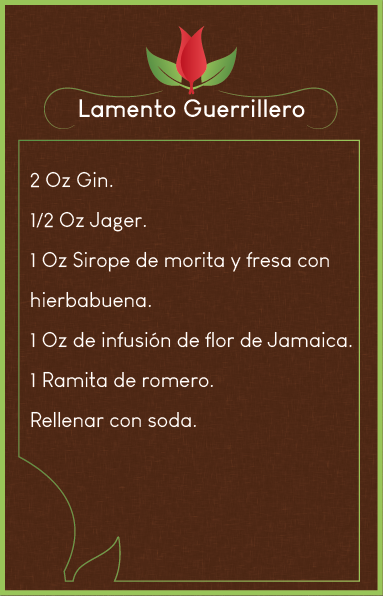 Lamento Guerrillero
2 Oz Gin.
1/2 Oz Jager.
1 Oz Sirope de morita y fresa con
hierbabuena.
1 Oz de infusión de flor de Jamaica.
1 Ramita de romero.
Rellenar con soda.